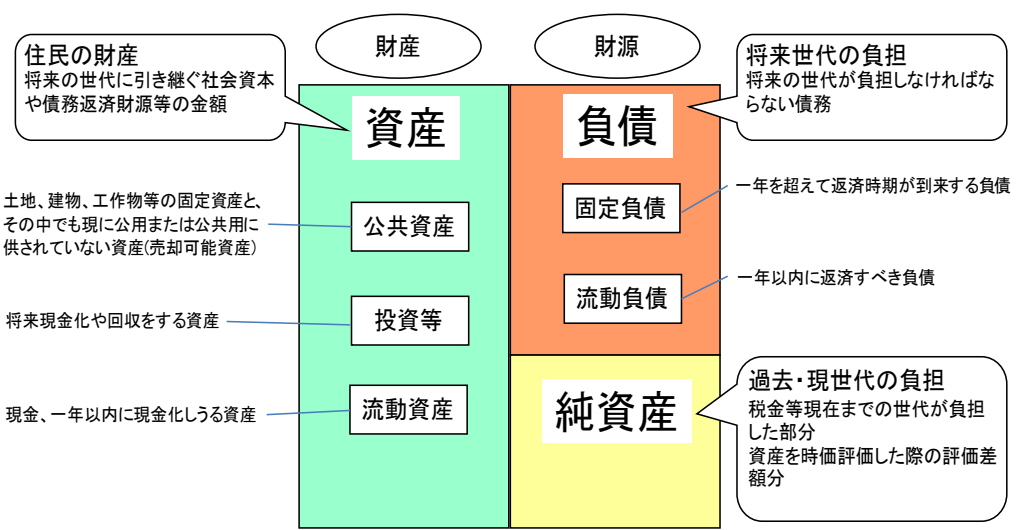 財産
財源
住民の財産
将来の世代に引き継ぐ社会資本
や債務返済財源等の金額
将来世代の負担
将来の世代が負担しなければな
らない債務
資産
負債
土地、建物、工作物等の固定資産と、
その中でも現に公用または公共用に
供されていない資産(売却可能資産)
公共資産
固定負債
一年を超えて返済時期が到来する負債
将来現金化や回収をする資産
投資等
流動負債
一年以内に返済すべき負債
現金、一年以内に現金化しうる資産
流動資産
純資産
過去・現世代の負担
税金等現在までの世代が負担
した部分
資産を時価評価した際の評価差
額分